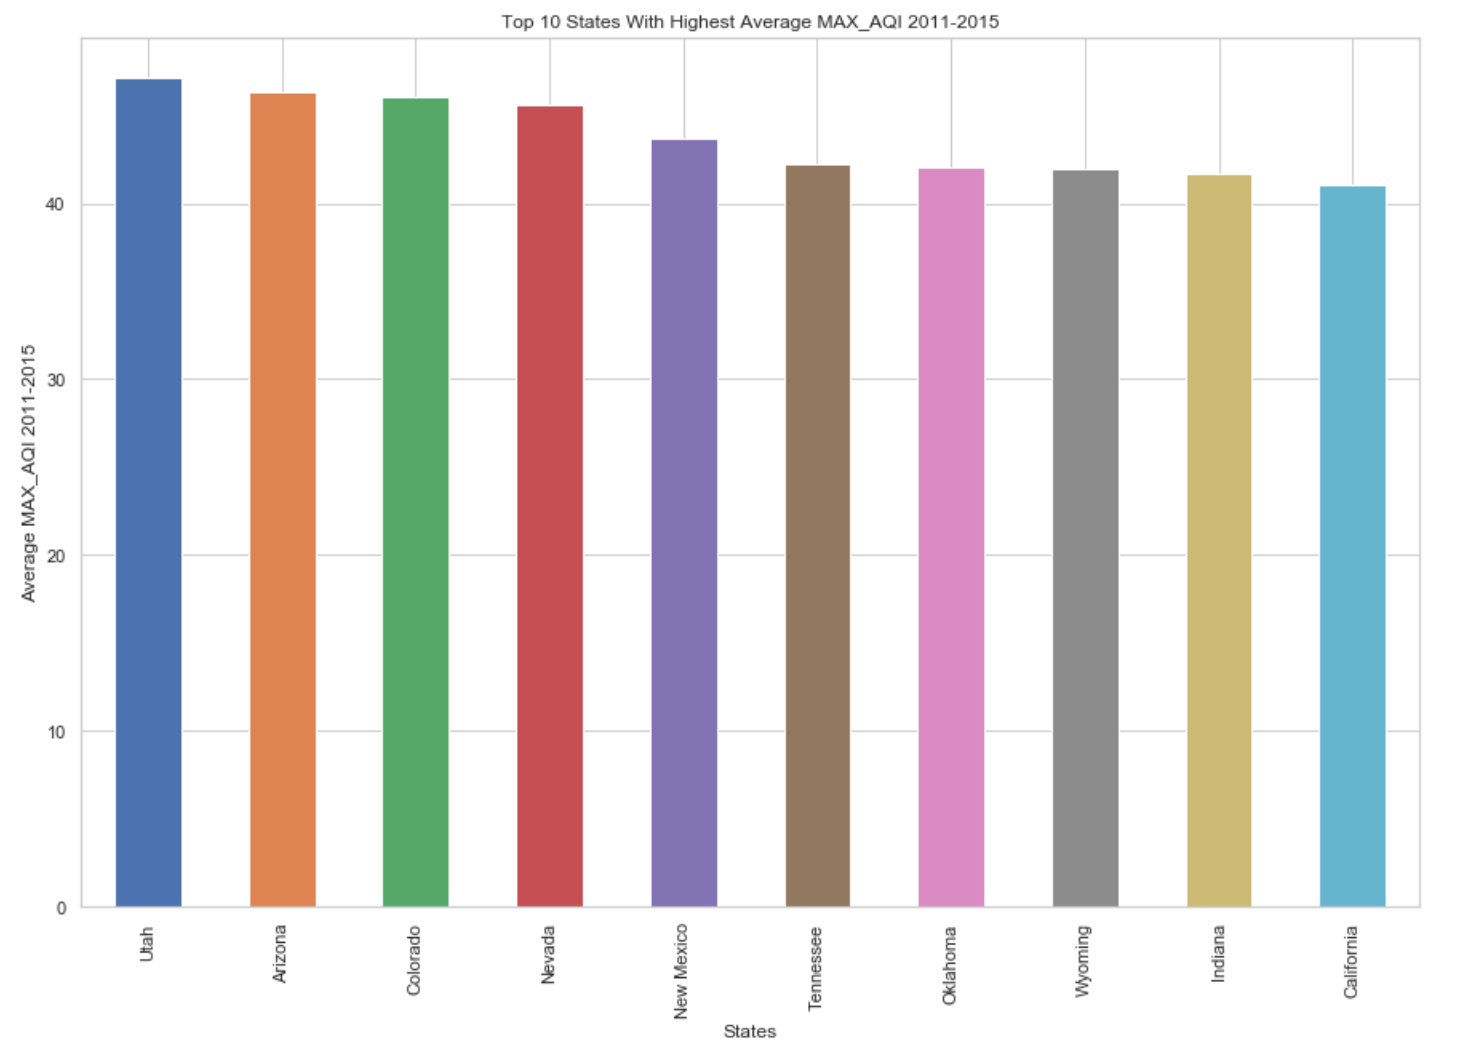 Top 10 States With Highest Average MAX_AQI 2011-2015
Average MAX_AQI 2011-2015
40
30
20
10
0
Utah
Arizona
Colorado
Nevada
New Mexico
Tennessee
Oklahoma
Wyoming
Indiana
California
States